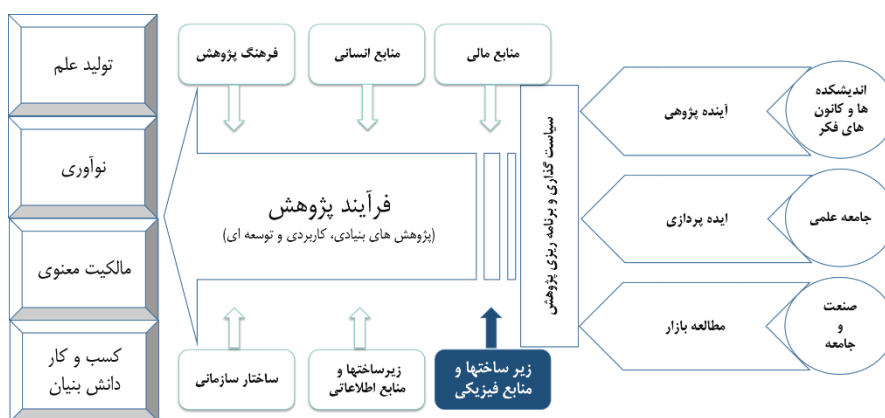 اندیشکده
ها و کانون
های فکر
جامعه علمی
صنعت
و
جامعه
آینده پژوهی
ایده پردازی
مطالعه بازار
سیاست گذاری و برنامه ریزی پژوهش
منابع مالی
منابع انسانی
فرهنگ پژوهش
فرآیند پژوهش
(پژوهش های بنیادی، کاربردی و توسعه ای)
زیر ساختها و
منابع فیزیکی
زیرساختها و
منابع اطلاعاتی
ساختار سازمانی
تولید علم
نوآوری
مالکیت معنوی
کسب و کار
دانش بنیان